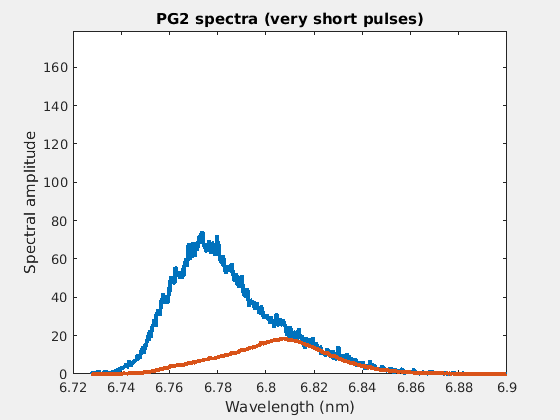 PG2 spectra (very short pulses)
160
140
120
100
80
60
40
20
0
Spectral amplitude
6.72 6.74 6.76 6.78 6.8 6.82 6.84 6.86 6.88 6.9
Wavelength (nm)